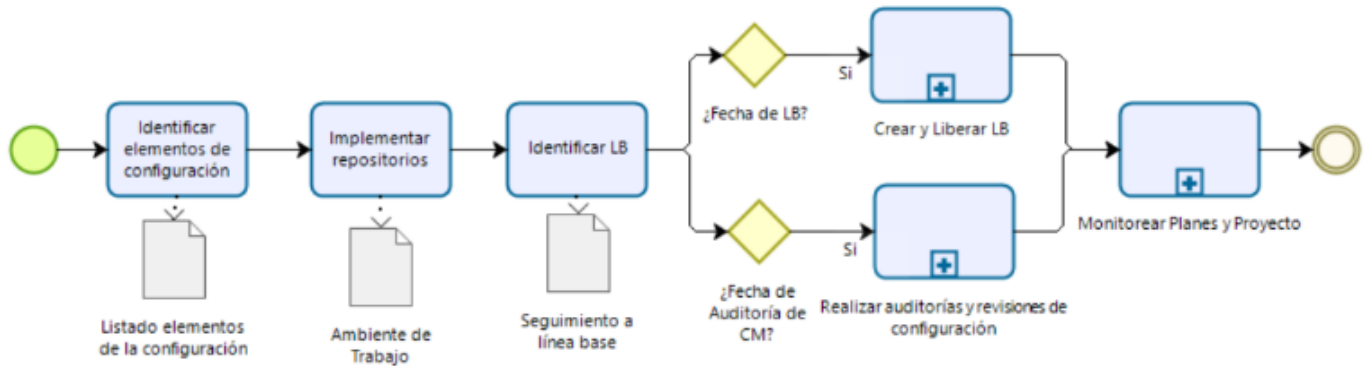 Identificar
elementos de
configuración
Listado elementos
de la configuración
Implementar
repositorios
Ambiente de
Trabajo
Identificar LB
Seguimiento a
línea base
¿Fecha de LB?
Si
Crear y Liberar LB
¿Fecha de
Auditoría de
CM?
Si
Realizar auditorías y revisiones de
configuración
Monitorear Planes y Proyecto